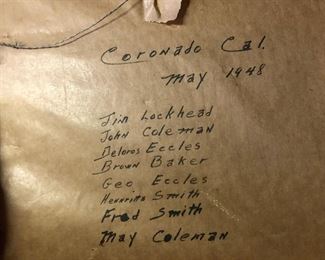 Coronado Cal.
May 1948
Jim Lockhead
John Coleman
Deloros Eccles
Brown Baker
Geo Eccles
Henrietta Smith
Fred Smith
May Coleman